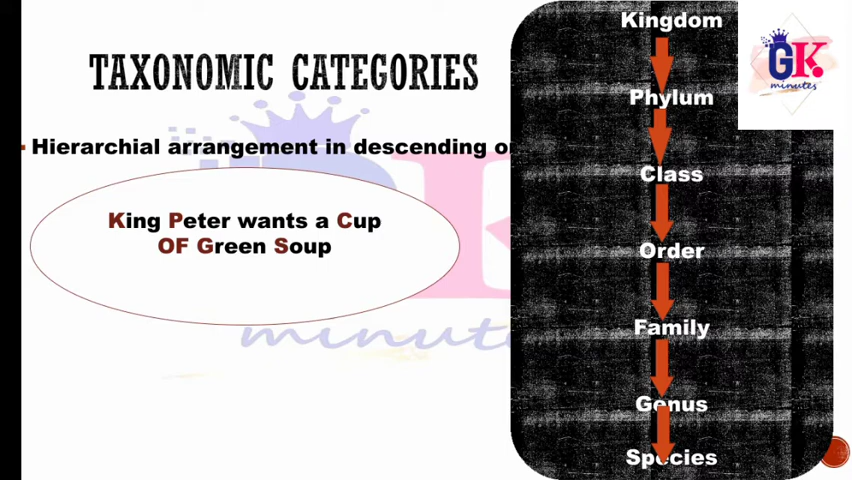 TAXONOMIC CATEGORIES
Hierarchial arrangement in descending
King Peter wants a Cup
OF Green Soup
Kingdom
Phylum
Class
Order
Family
Genus
Species
GK
minutes
minutes